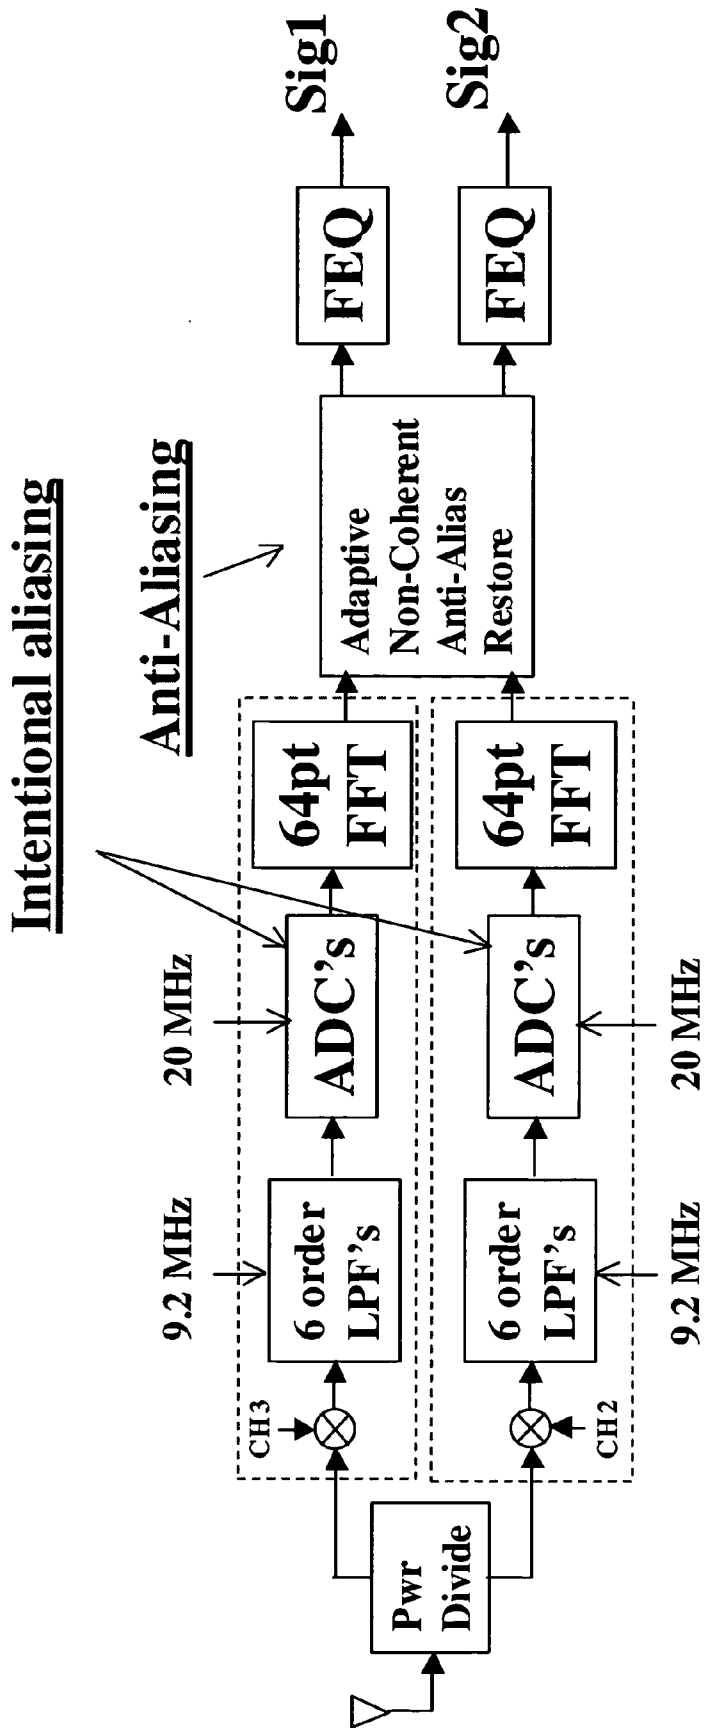 Intentional aliasing
Anti-Aliasing
Pwr
Divide
CH3
9.2 MHz
6 order
LPF's
20 MHz
ADC's
64pt
FFT
CH2
9.2 MHz
6 order
LPF's
20 MHz
ADC's
64pt
FFT
Adaptive
Non-Coherent
Anti-Alias
Restore
FEQ
Sig1
FEQ
Sig2